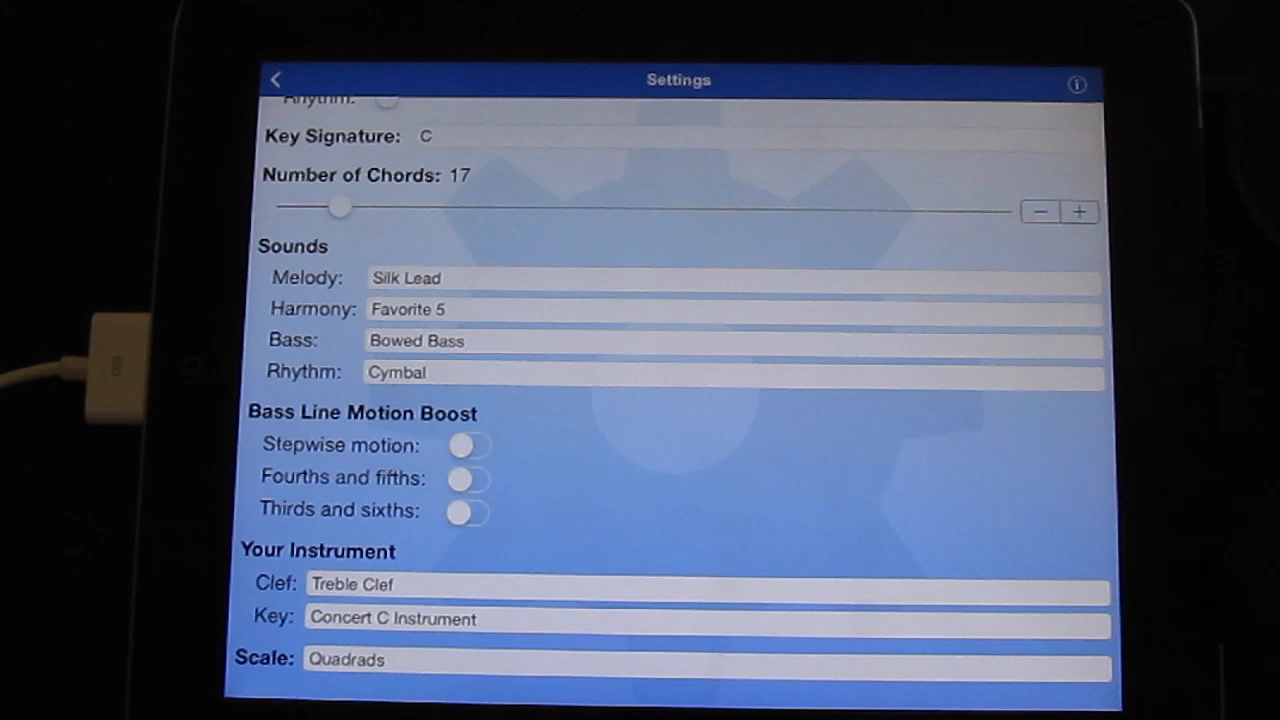 Settings
Rhythm:
Key Signature: C
Number of Chords: 17
Sounds
Melody: Silk Lead
Harmony: Favorite 5
Bass: Bowed Bass
Rhythm: Cymbal
Bass Line Motion Boost
Stepwise motion:
Fourths and fifths:
Thirds and sixths:
Your Instrument
Clef: Treble Clef
Key: Concert C Instrument
Scale: Quadrads